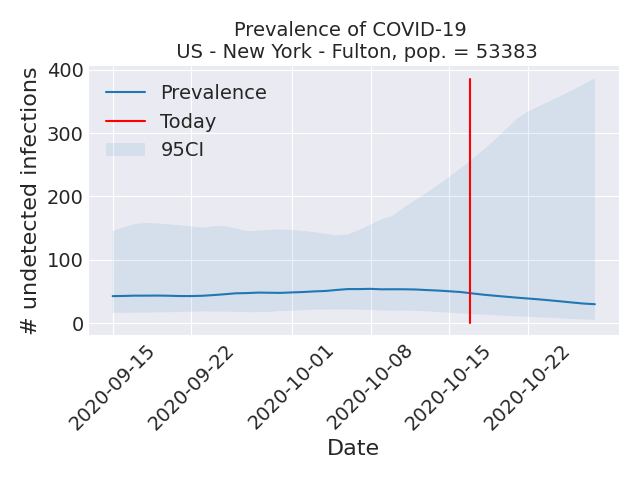 Prevalence of COVID-19
US - New York - Fulton, pop. = 53383
# undetected infections
400
300
200
100
0
Prevalence
Today
95CI
2020-09-15
2020-09-22
2020-10-01
2020-10-08
2020-10-15
2020-10-22
Date